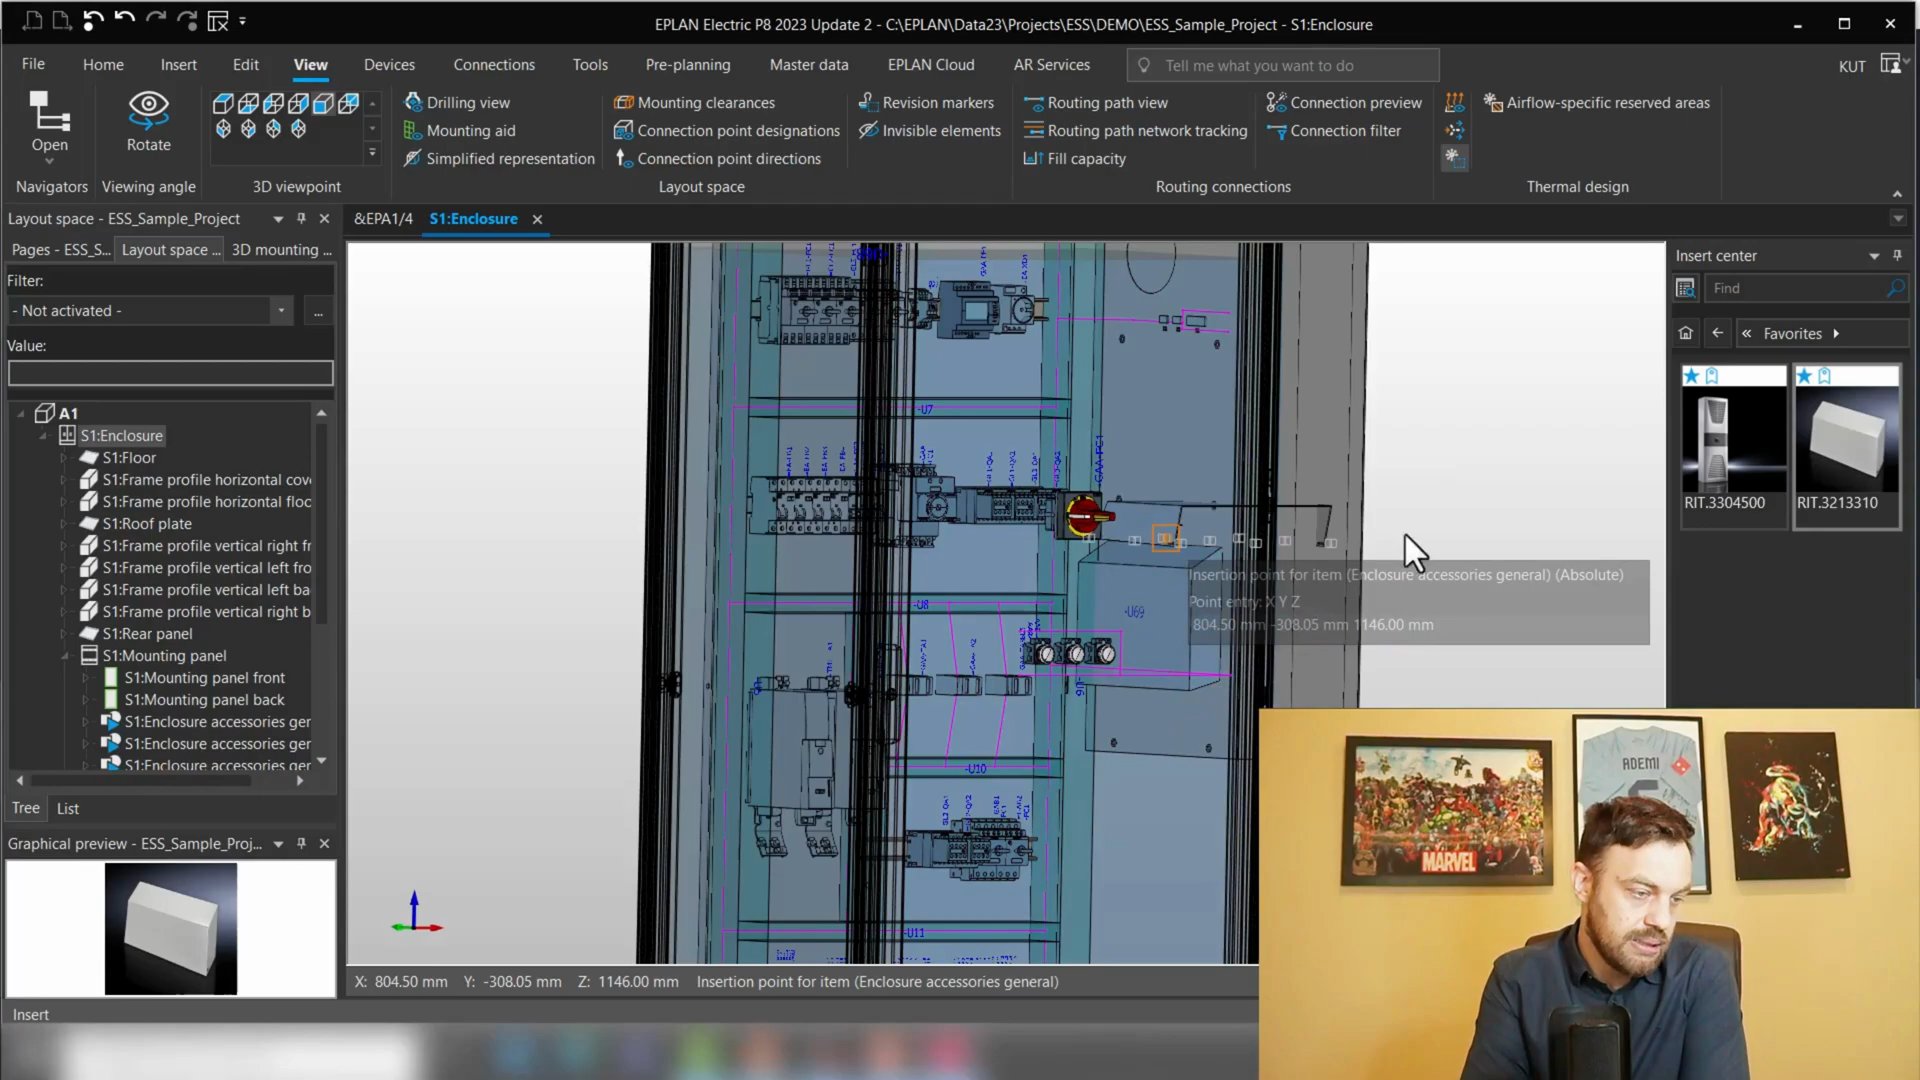 EPLAN Electric P8 2023 Update 2 - C:\EPLAN\Data23\Projects\ESS\DEMO\ESS_Sample_Project - S1:Enclosure
File Home Insert Edit View Devices Connections Tools Pre-planning Master data EPLAN Cloud AR Services Tell me what you want to do KUT
Drilling view Mounting clearances Revision markers Routing path view Connection preview Airflow-specific reserved areas
Mounting aid Connection point designations Invisible elements Routing path network tracking Connection filter
Open Rotate Simplified representation Connection point directions Fill capacity
Navigators Viewing angle 3D viewpoint Layout space Routing connections Thermal design
Layout space - ESS_Sample_Project
Pages - ESS_S... Layout space ... 3D mounting ...
Filter:
- Not activated -
...
Value:
A1
S1:Enclosure
S1:Floor
S1:Frame profile horizontal cov
S1:Frame profile horizontal floc
S1:Roof plate
S1:Frame profile vertical right fr
S1:Frame profile vertical left fro
S1:Frame profile vertical left ba
S1:Frame profile vertical right b
S1:Rear panel
S1:Mounting panel
S1:Mounting panel front
S1:Mounting panel back
S1:Enclosure accessories ger
S1:Enclosure accessories ger
S1:Enclosure accessories ger
Tree List
Graphical preview - ESS_Sample_Proj...
Insert
&EPA1/4 S1:Enclosure
-U7
-U8
-U69
-U10
-U11
Insertion point for item (Enclosure accessories general) (Absolute)
Point entry: X Y Z
804.50 mm -308.05 mm 1146.00 mm
X: 804.50 mm Y: -308.05 mm Z: 1146.00 mm Insertion point for item (Enclosure accessories general)
Insert center
Find
« Favorites
RIT.3304500 RIT.3213310
MARVEL
ADEMI